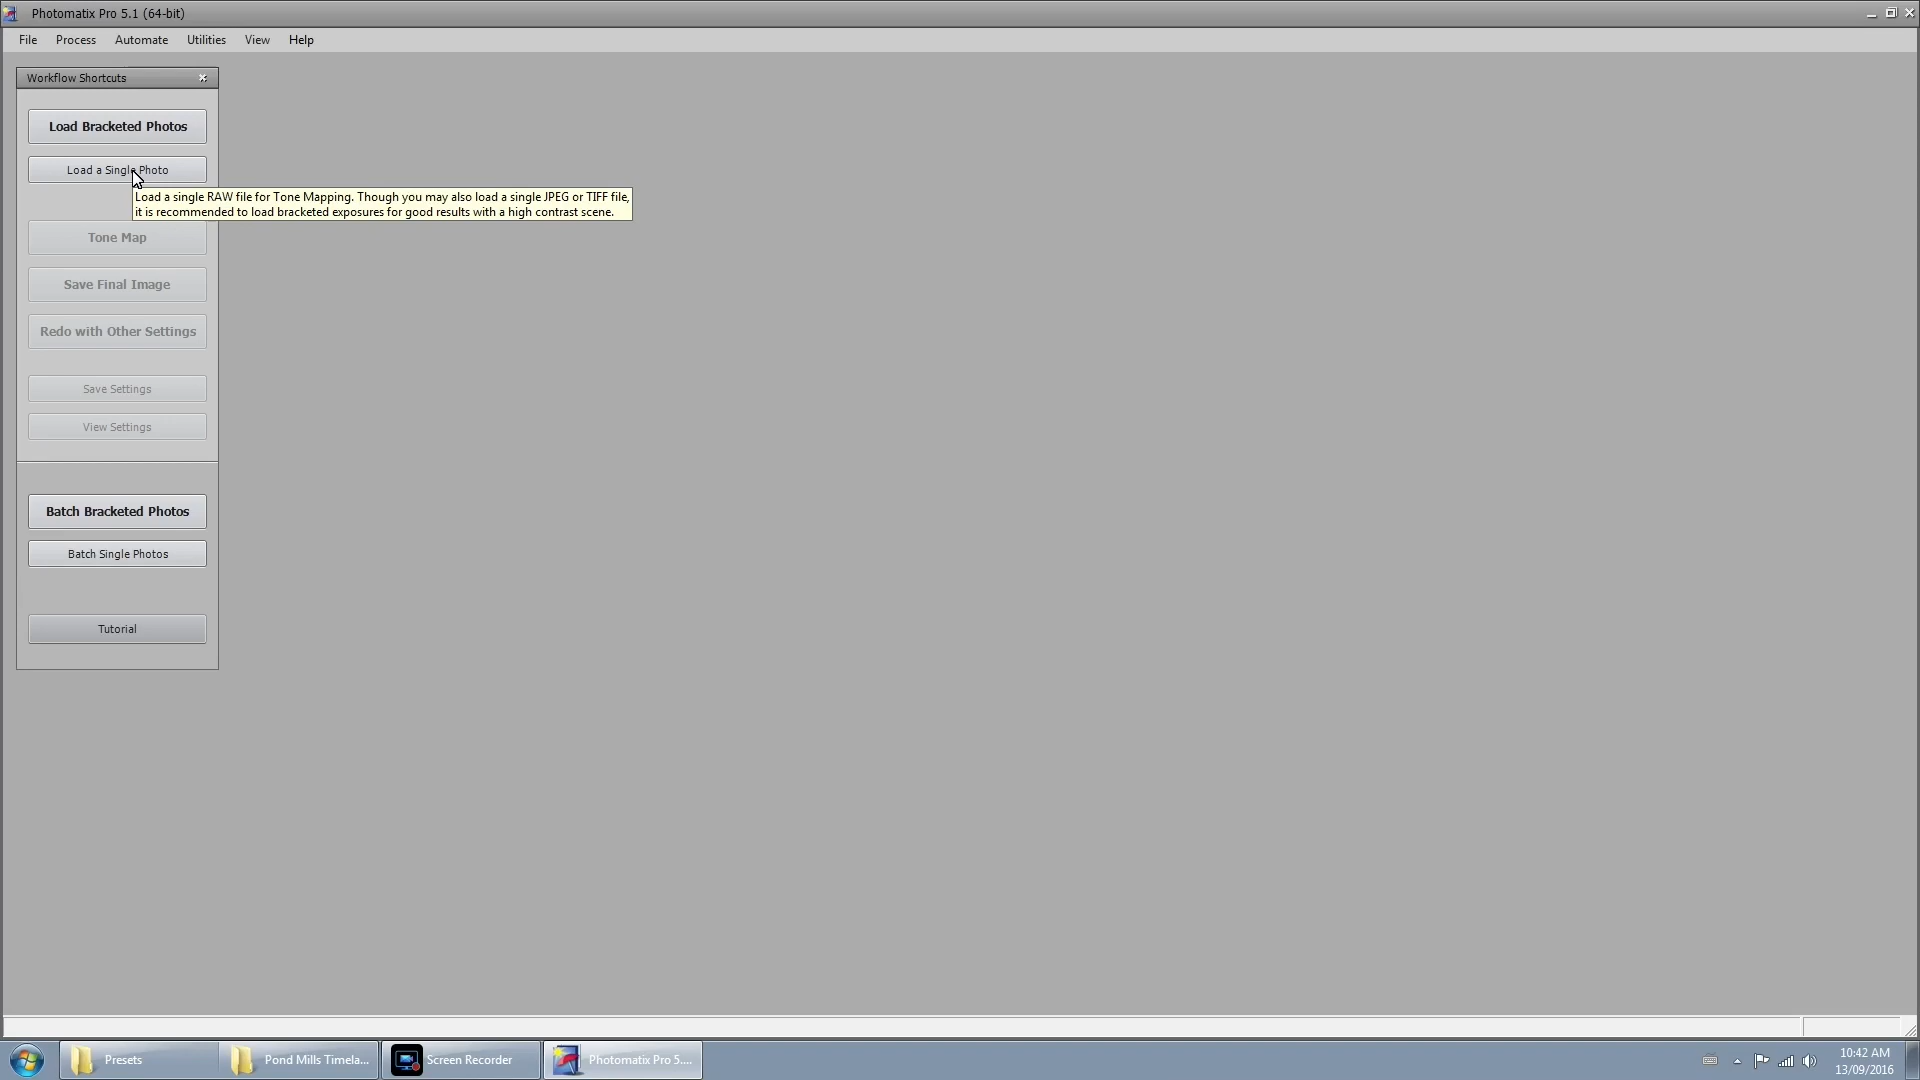 Photomatix Pro 5.1 (64-bit)
File Process Automate Utilities View Help
Workflow Shortcuts
Load Bracketed Photos
Load a Single Photo
Load a single RAW file for Tone Mapping. Though you may also load a single JPEG or TIFF file,
it is recommended to load bracketed exposures for good results with a high contrast scene.
Tone Map
Save Final Image
Redo with Other Settings
Save Settings
View Settings
Batch Bracketed Photos
Batch Single Photos
Tutorial
Presets
Pond Mills Timela...
Screen Recorder
Photomatix Pro 5....
10:42 AM
13/09/2016